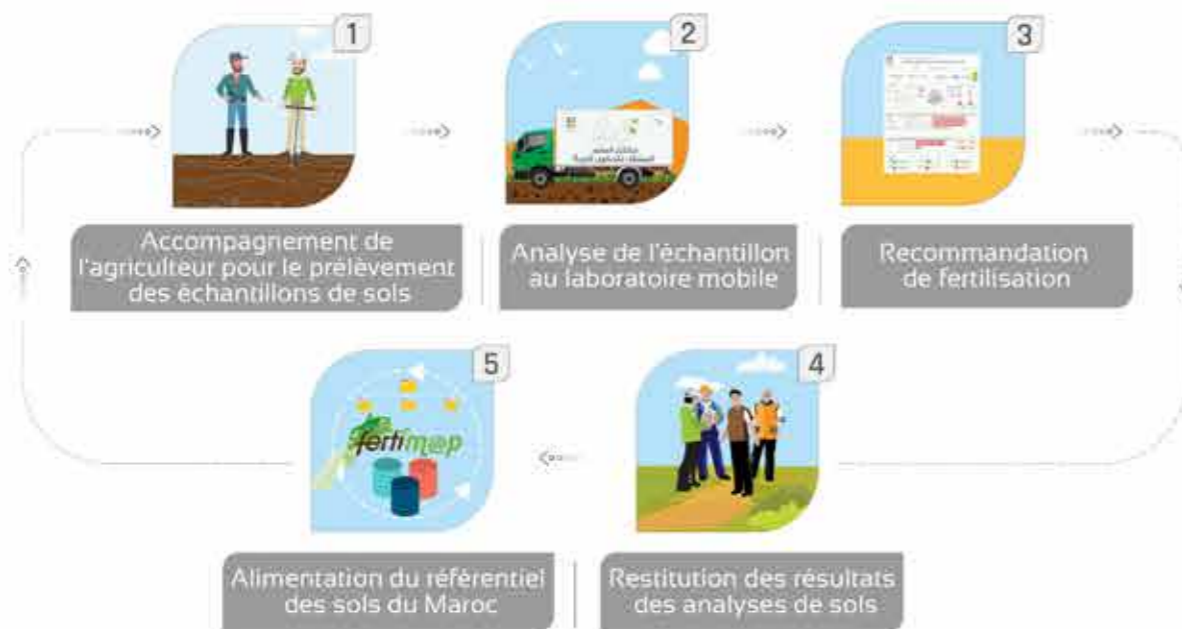 1
2
3
Accompagnement de
l'agriculteur pour le prélèvement
des échantillons de sols
Analyse de l'échantillon
au laboratoire mobile
Recommandation
de fertilisation
5
fertim@p
4
Alimentation du référentiel
des sols du Maroc
Restitution des résultats
des analyses de sols